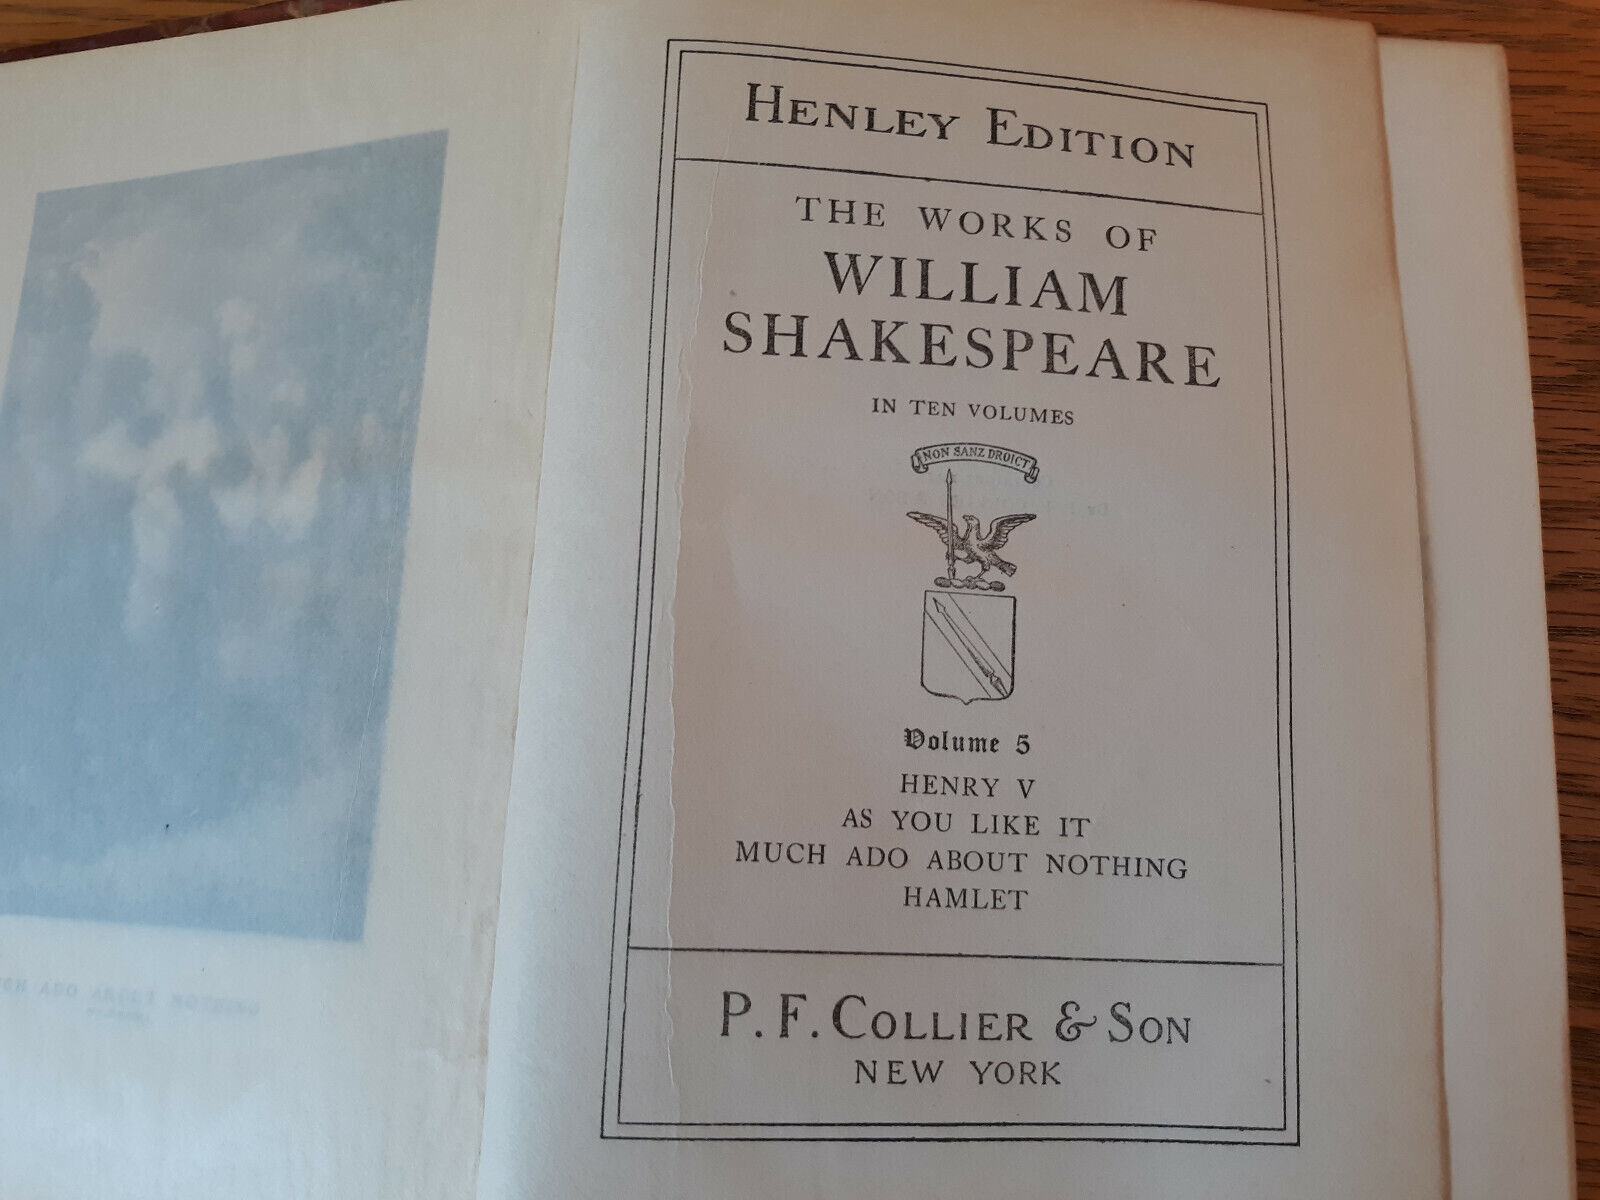 HENLEY EDITION
THE WORKS OF
WILLIAM
SHAKESPEARE
IN TEN VOLUMES
NON SANZ DROICT
Volume 5
HENRY V
AS YOU LIKE IT
MUCH ADO ABOUT NOTHING
HAMLET
P. F. COLLIER & SON
NEW YORK